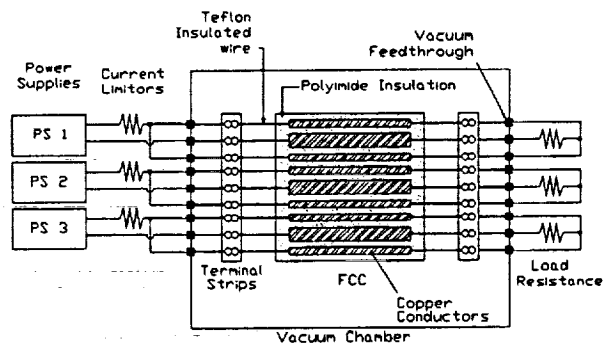 Teflon
Insulated
wire
Vacuum
Feedthrough
Power
Supplies
Current
Limitors
Polyimide Insulation
PS 1
PS 2
PS 3
Terminal
Strips
FCC
Load
Resistance
Copper
Conductors
Vacuum Chamber